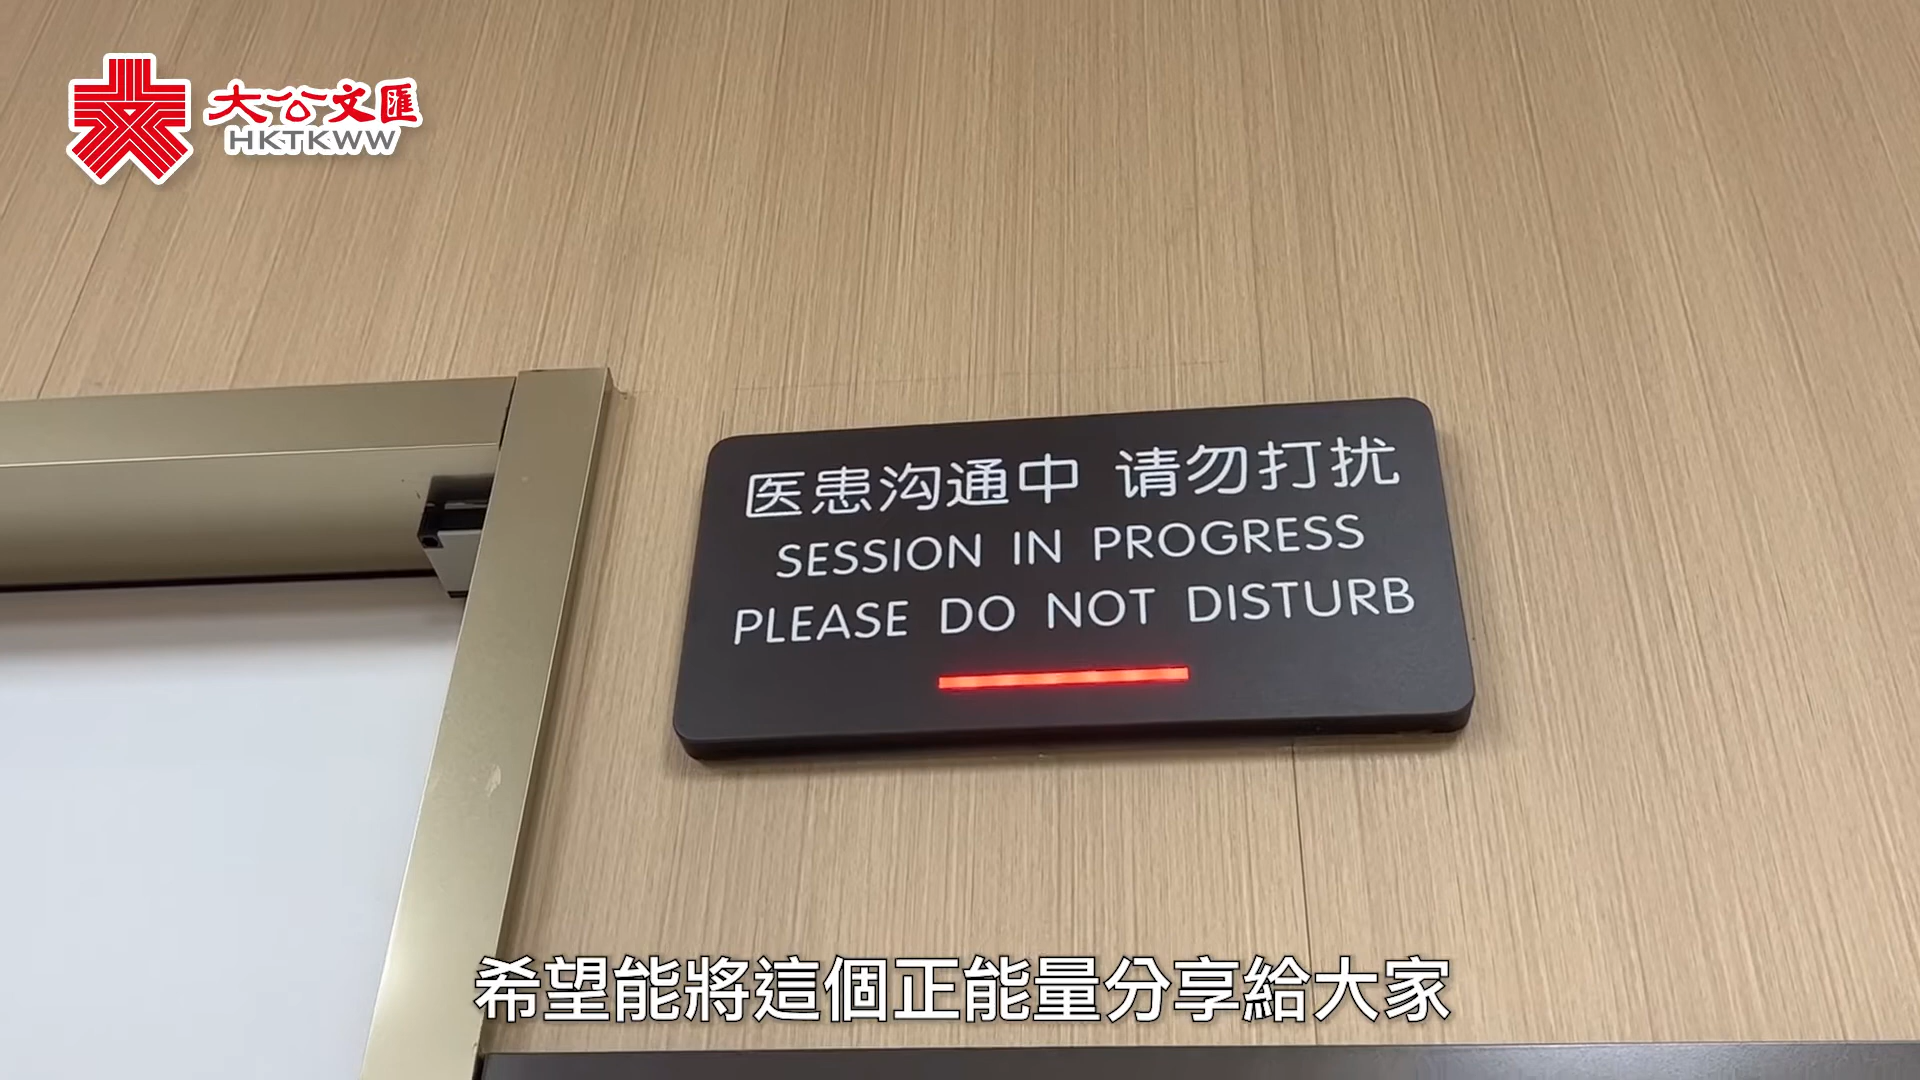 大公文匯
HKTKWW
医患沟通中 请勿打扰
SESSION IN PROGRESS
PLEASE DO NOT DISTURB
希望能將這個正能量分享給大家